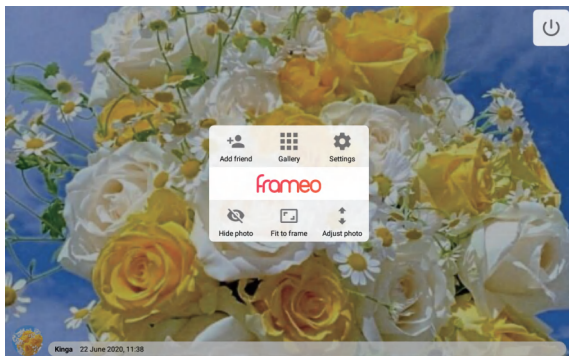 Add friend Gallery Settings
frameo
Hide photo Fit to frame Adjust photo
Kinga 22 June 2020, 11:38